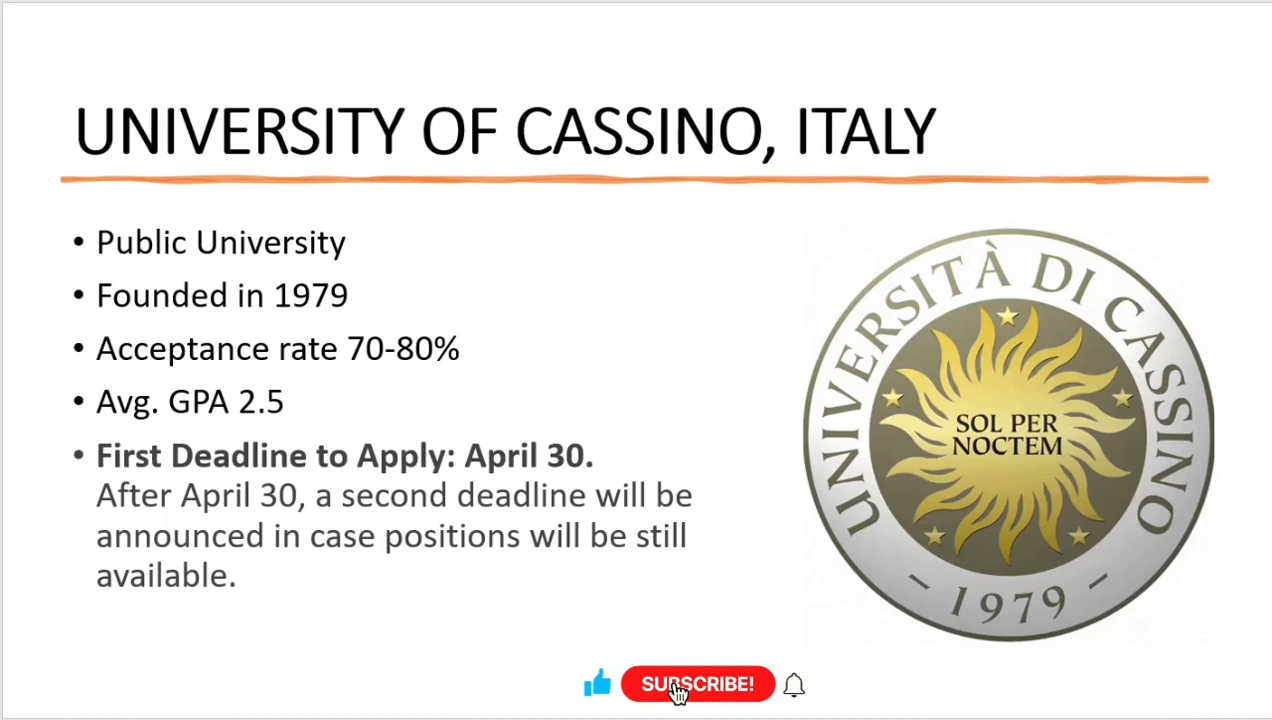 UNIVERSITY OF CASSINO, ITALY
• Public University
• Founded in 1979
• Acceptance rate 70-80%
• Avg. GPA 2.5
• First Deadline to Apply: April 30.
After April 30, a second deadline will be
announced in case positions will be still
available.
UNIVERSITÀ DI CASSINO
SOL PER
NOCTEM
- 1979 -
SUBSCRIBE!